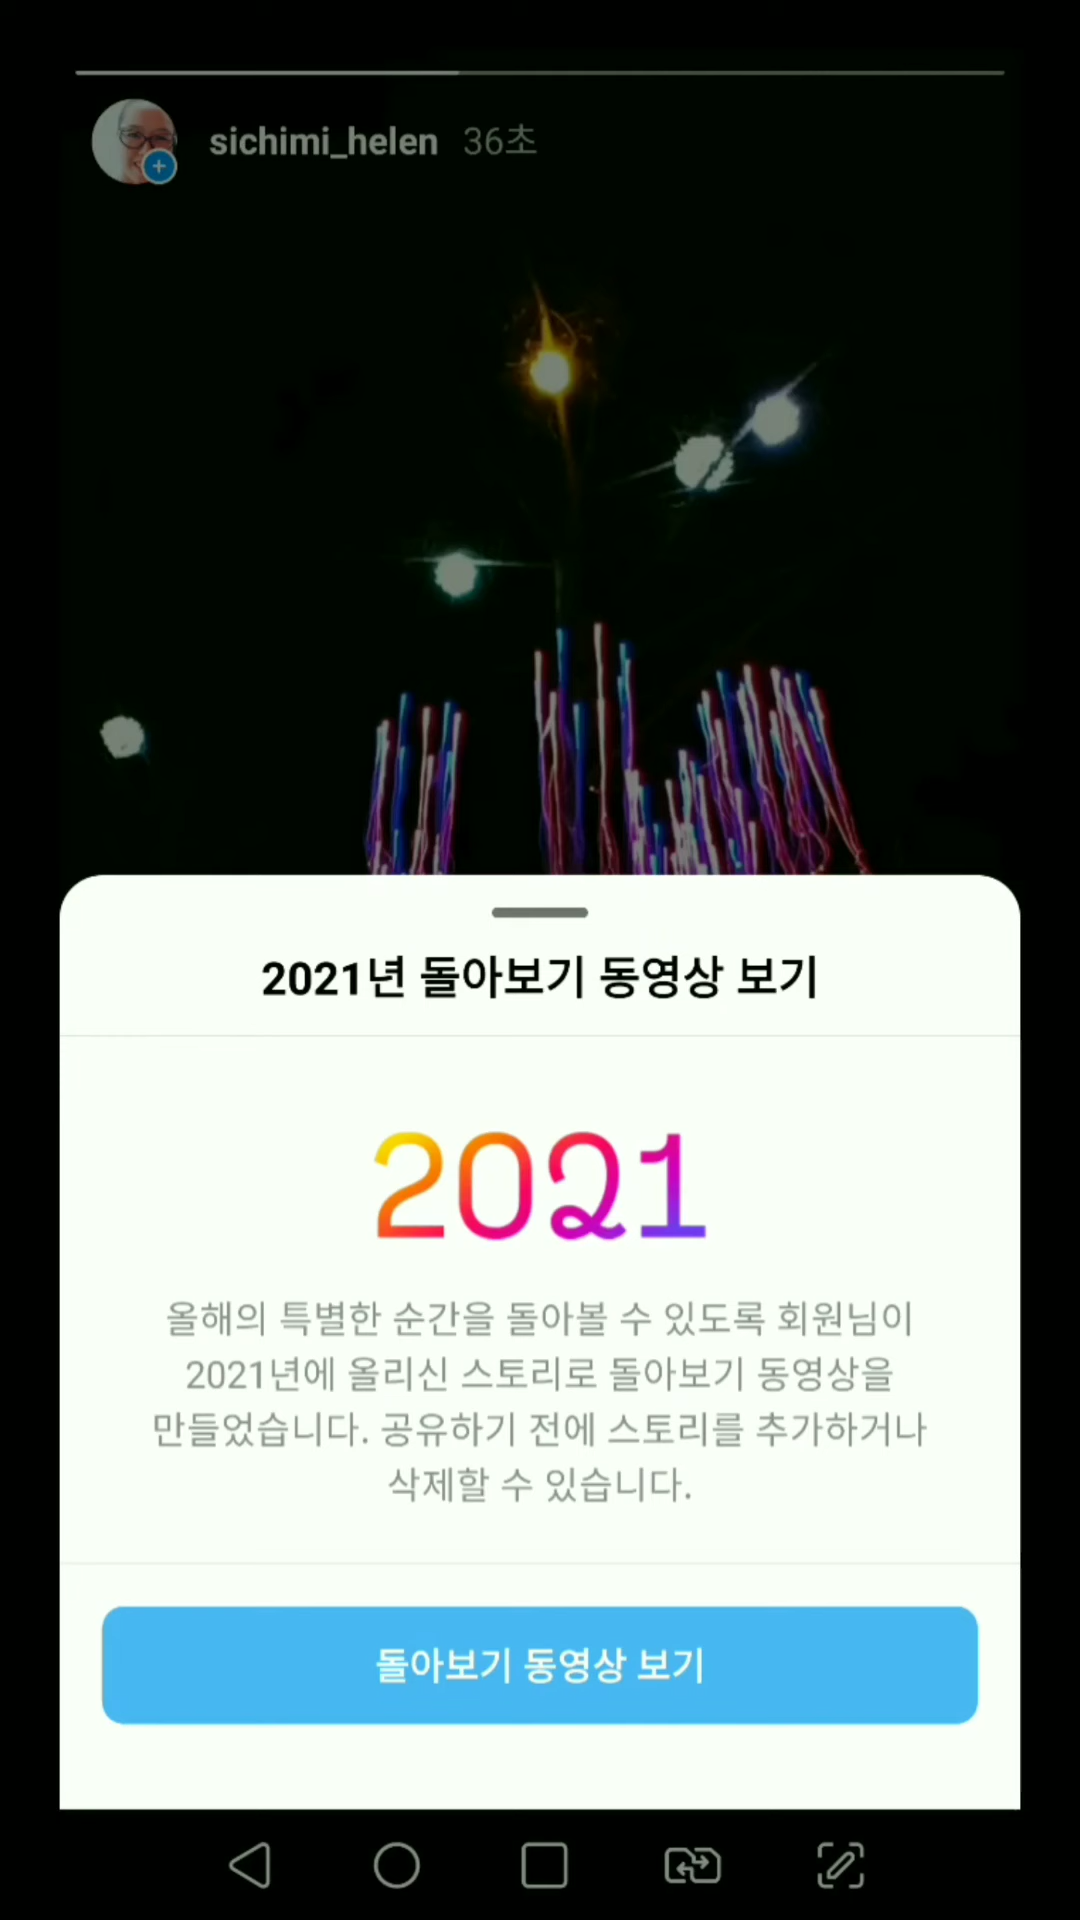 sichimi_helen 36초
2021년 돌아보기 동영상 보기
2021
올해의 특별한 순간을 돌아볼 수 있도록 회원님이
2021년에 올리신 스토리로 돌아보기 동영상을
만들었습니다. 공유하기 전에 스토리를 추가하거나
삭제할 수 있습니다.
돌아보기 동영상 보기